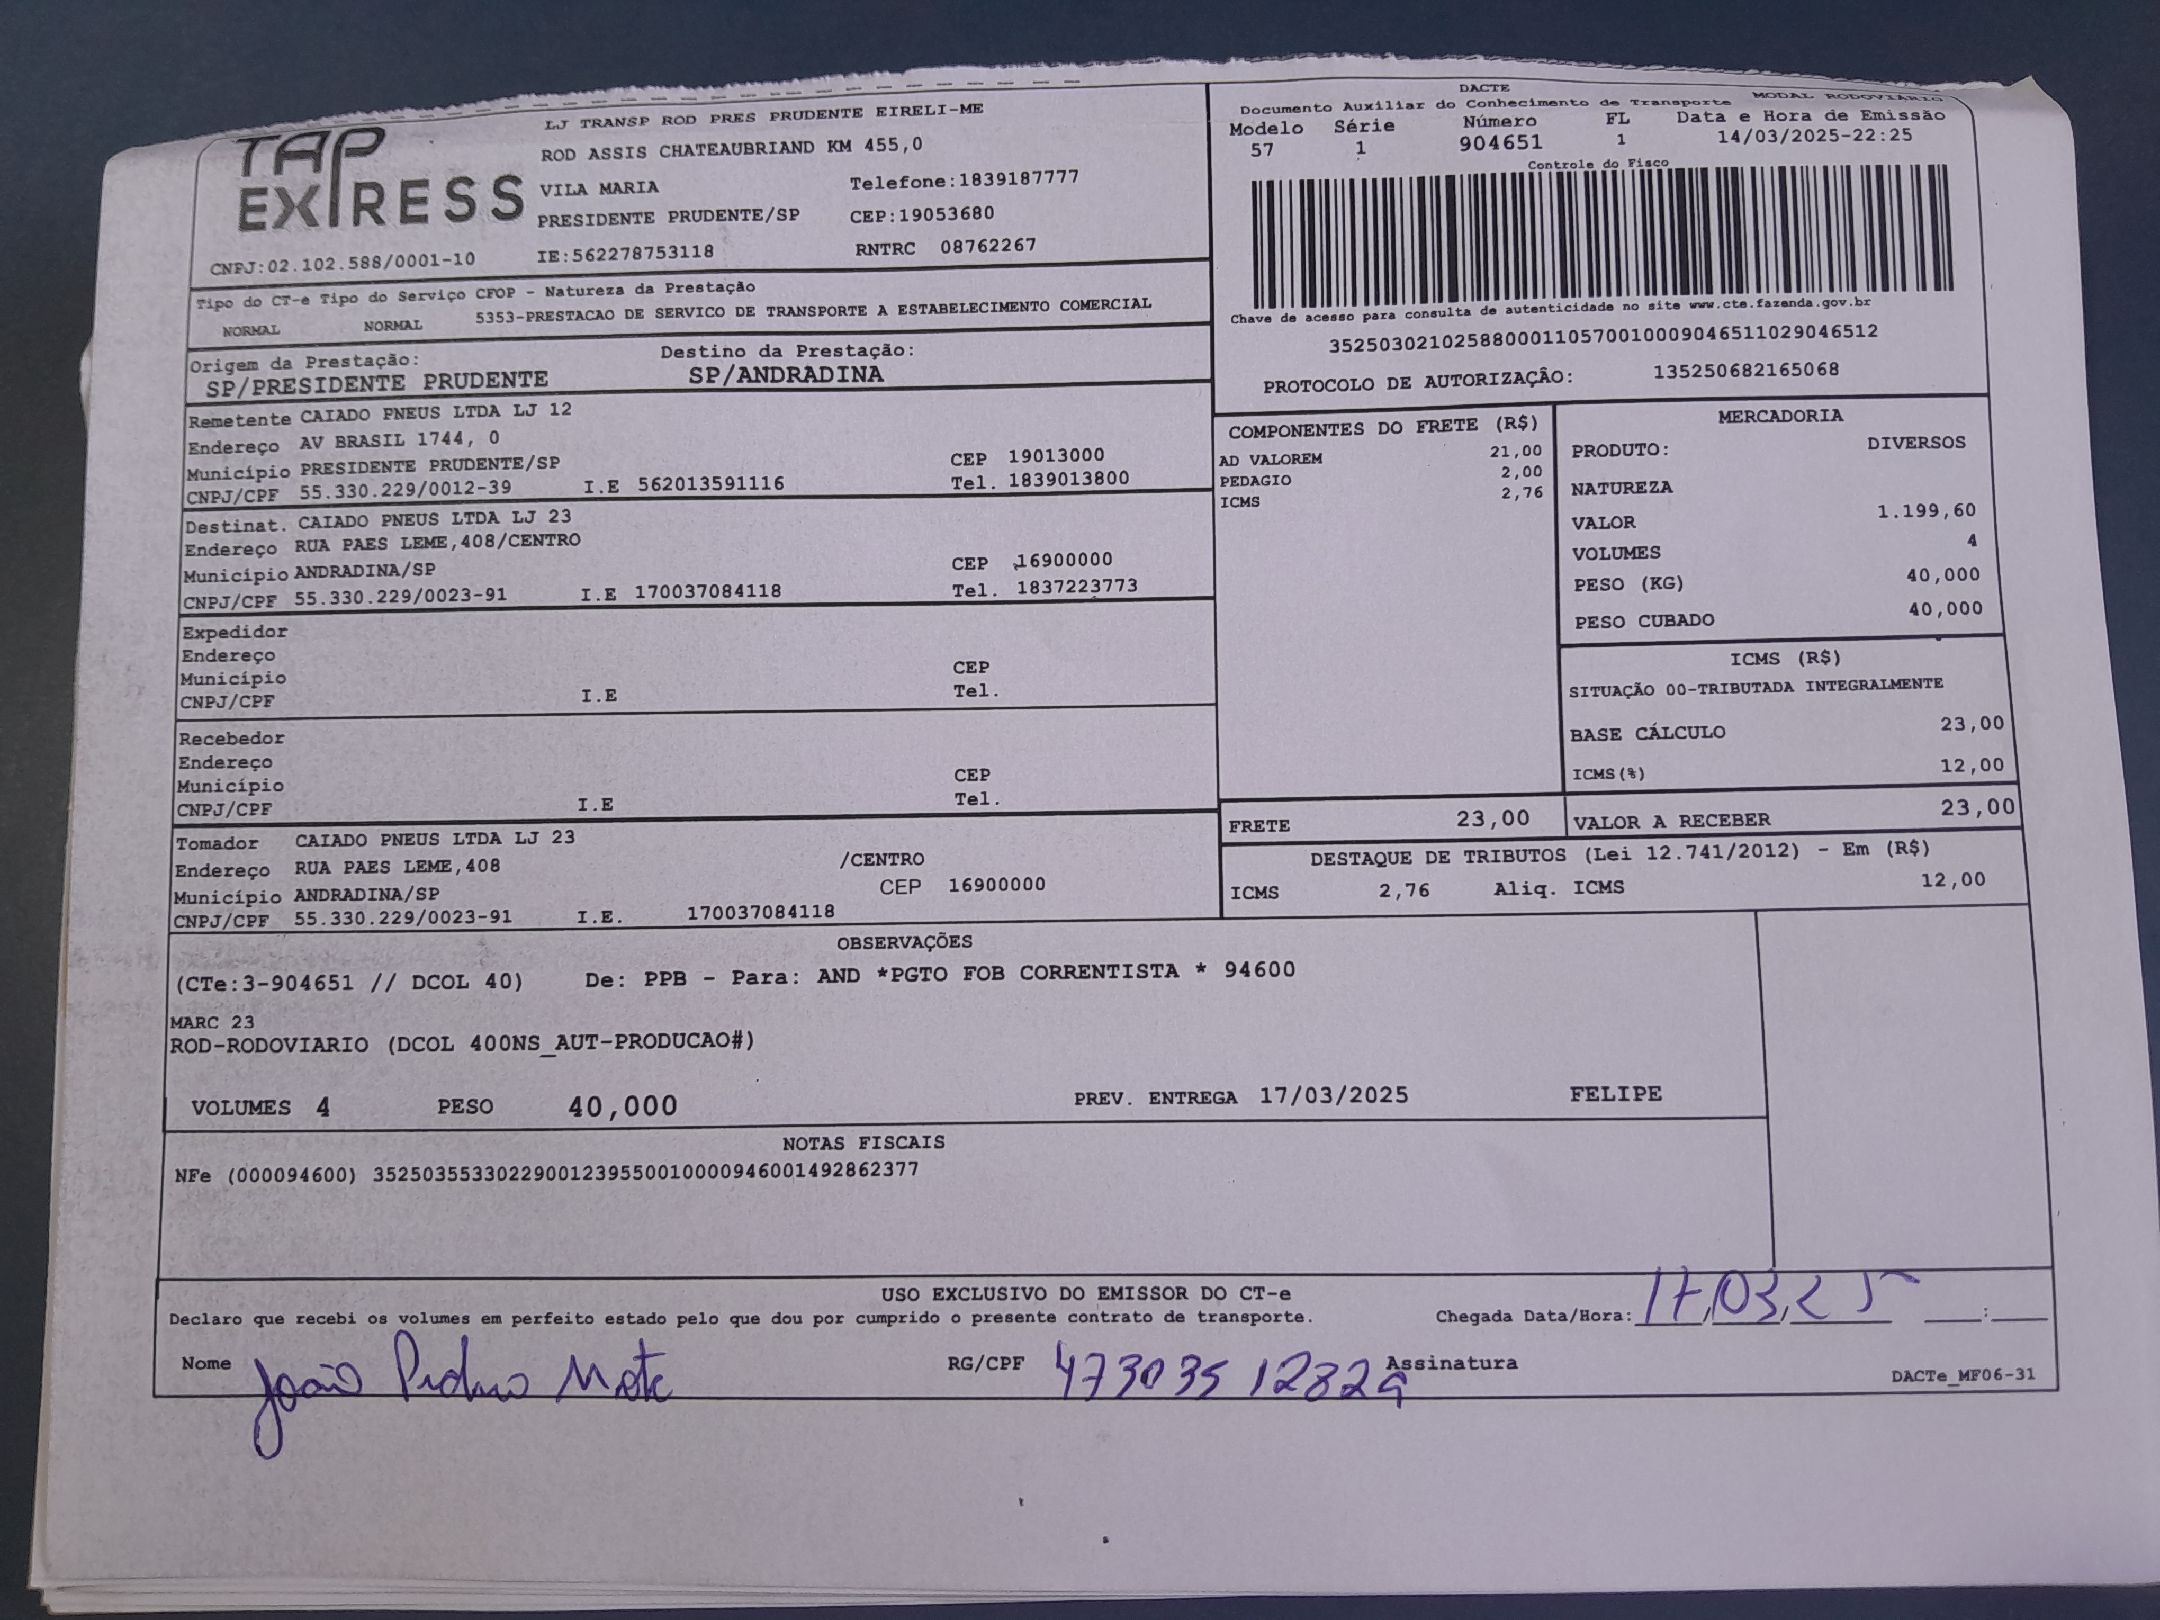 TAP EXPRESS
LJ TRANSP ROD PRES PRUDENTE EIRELI-ME
ROD ASSIS CHATEAUBRIAND KM 455,0
VILA MARIA Telefone:1839187777
PRESIDENTE PRUDENTE/SP CEP:19053680
CNPJ:02.102.588/0001-10 IE:562278753118 RNTRC 08762267
DACTE
Documento Auxiliar do Conhecimento de Transporte MODAL RODOVIÁRIO
Modelo Série Número FL Data e Hora de Emissão
57 1 904651 1 14/03/2025-22:25
Controle do Fisco
Chave de acesso para consulta de autenticidade no site www.cte.fazenda.gov.br
35250302102588000110570010009046511029046512
PROTOCOLO DE AUTORIZAÇÃO: 135250682165068
Tipo do CT-e Tipo do Serviço CFOP - Natureza da Prestação
NORMAL NORMAL 5353-PRESTACAO DE SERVICO DE TRANSPORTE A ESTABELECIMENTO COMERCIAL
Origem da Prestação: Destino da Prestação:
SP/PRESIDENTE PRUDENTE SP/ANDRADINA
Remetente CAIADO PNEUS LTDA LJ 12
Endereço AV BRASIL 1744, 0
Município PRESIDENTE PRUDENTE/SP CEP 19013000
CNPJ/CPF 55.330.229/0012-39 I.E 562013591116 Tel. 1839013800
Destinat. CAIADO PNEUS LTDA LJ 23
Endereço RUA PAES LEME,408/CENTRO
Município ANDRADINA/SP CEP 16900000
CNPJ/CPF 55.330.229/0023-91 I.E 170037084118 Tel. 1837223773
Expedidor
Endereço
Município CEP
CNPJ/CPF I.E Tel.
Recebedor
Endereço
Município CEP
CNPJ/CPF I.E Tel.
Tomador CAIADO PNEUS LTDA LJ 23
Endereço RUA PAES LEME,408 /CENTRO
Município ANDRADINA/SP CEP 16900000
CNPJ/CPF 55.330.229/0023-91 I.E. 170037084118
COMPONENTES DO FRETE (R$)
AD VALOREM 21,00
PEDAGIO 2,00
ICMS 2,76
MERCADORIA
PRODUTO: DIVERSOS
NATUREZA
VALOR 1.199,60
VOLUMES 4
PESO (KG) 40,000
PESO CUBADO 40,000
ICMS (R$)
SITUAÇÃO 00-TRIBUTADA INTEGRALMENTE
BASE CÁLCULO 23,00
ICMS(%) 12,00
FRETE 23,00 VALOR A RECEBER 23,00
DESTAQUE DE TRIBUTOS (Lei 12.741/2012) - Em (R$)
ICMS 2,76 Aliq. ICMS 12,00
OBSERVAÇÕES
(CTe:3-904651 // DCOL 40) De: PPB - Para: AND *PGTO FOB CORRENTISTA * 94600
MARC 23
ROD-RODOVIARIO (DCOL 400NS_AUT-PRODUCAO#)
VOLUMES 4 PESO 40,000 PREV. ENTREGA 17/03/2025 FELIPE
NOTAS FISCAIS
NFe (000094600) 35250355330229001239550010000946001492862377
USO EXCLUSIVO DO EMISSOR DO CT-e
Declaro que recebi os volumes em perfeito estado pelo que dou por cumprido o presente contrato de transporte. Chegada Data/Hora: 17,03,25 :
Nome João Pedro RG/CPF Assinatura
DACTe_MF06-31